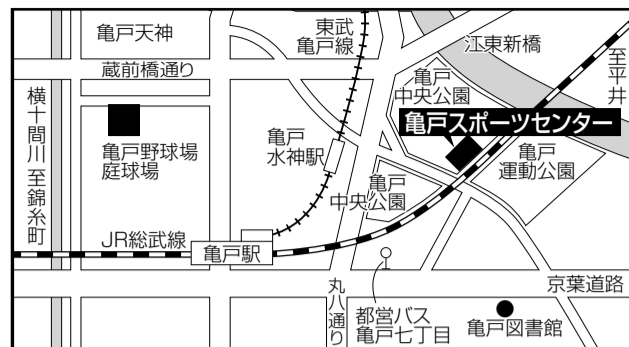 亀戸天神
東武
亀戸線
江東新橋
至平井
蔵前橋通り
亀戸
中央公園
亀戸スポーツセンター
横十間川
至錦糸町
亀戸野球場
庭球場
亀戸
水神駅
亀戸
中央公園
亀戸
運動公園
JR総武線
亀戸駅
京葉道路
丸八通り
都営バス
亀戸七丁目
亀戸図書館